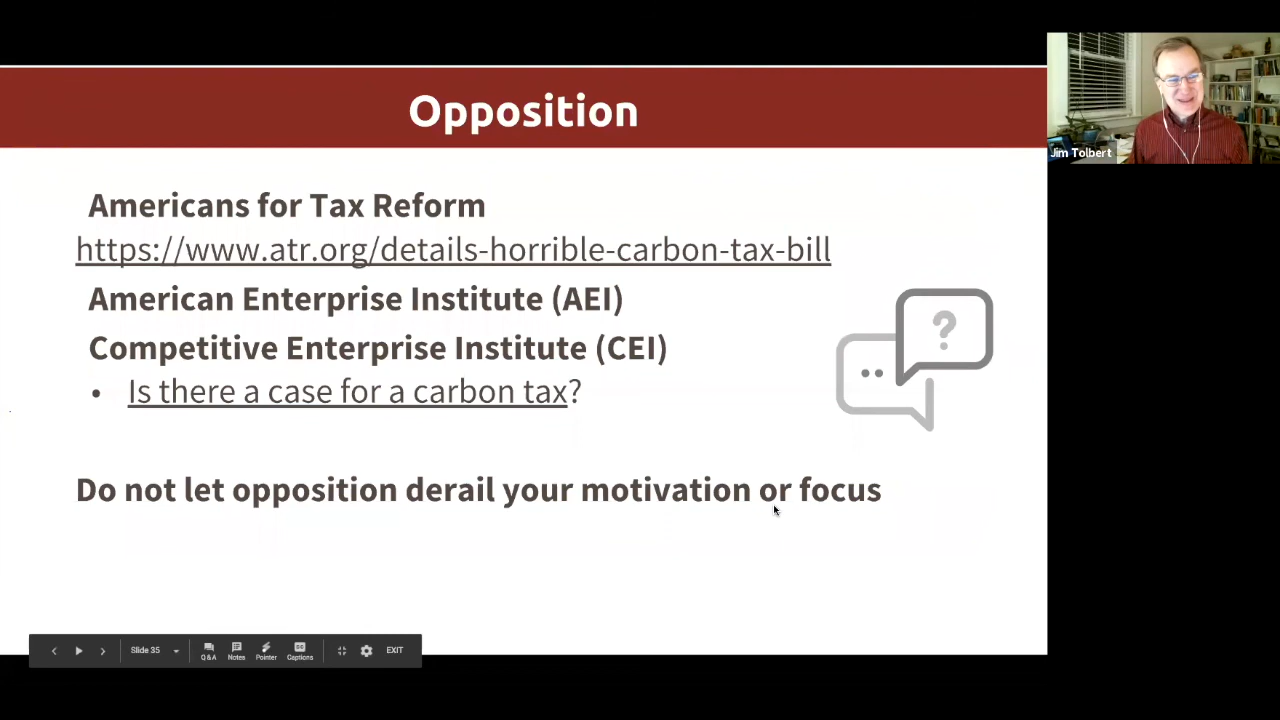 Opposition
Jim Tolbert
Americans for Tax Reform
https://www.atr.org/details-horrible-carbon-tax-bill
American Enterprise Institute (AEI)
Competitive Enterprise Institute (CEI)
• Is there a case for a carbon tax?
?
Do not let opposition derail your motivation or focus
Slide 35
Q & A
Notes
Pointer
Captions
EXIT